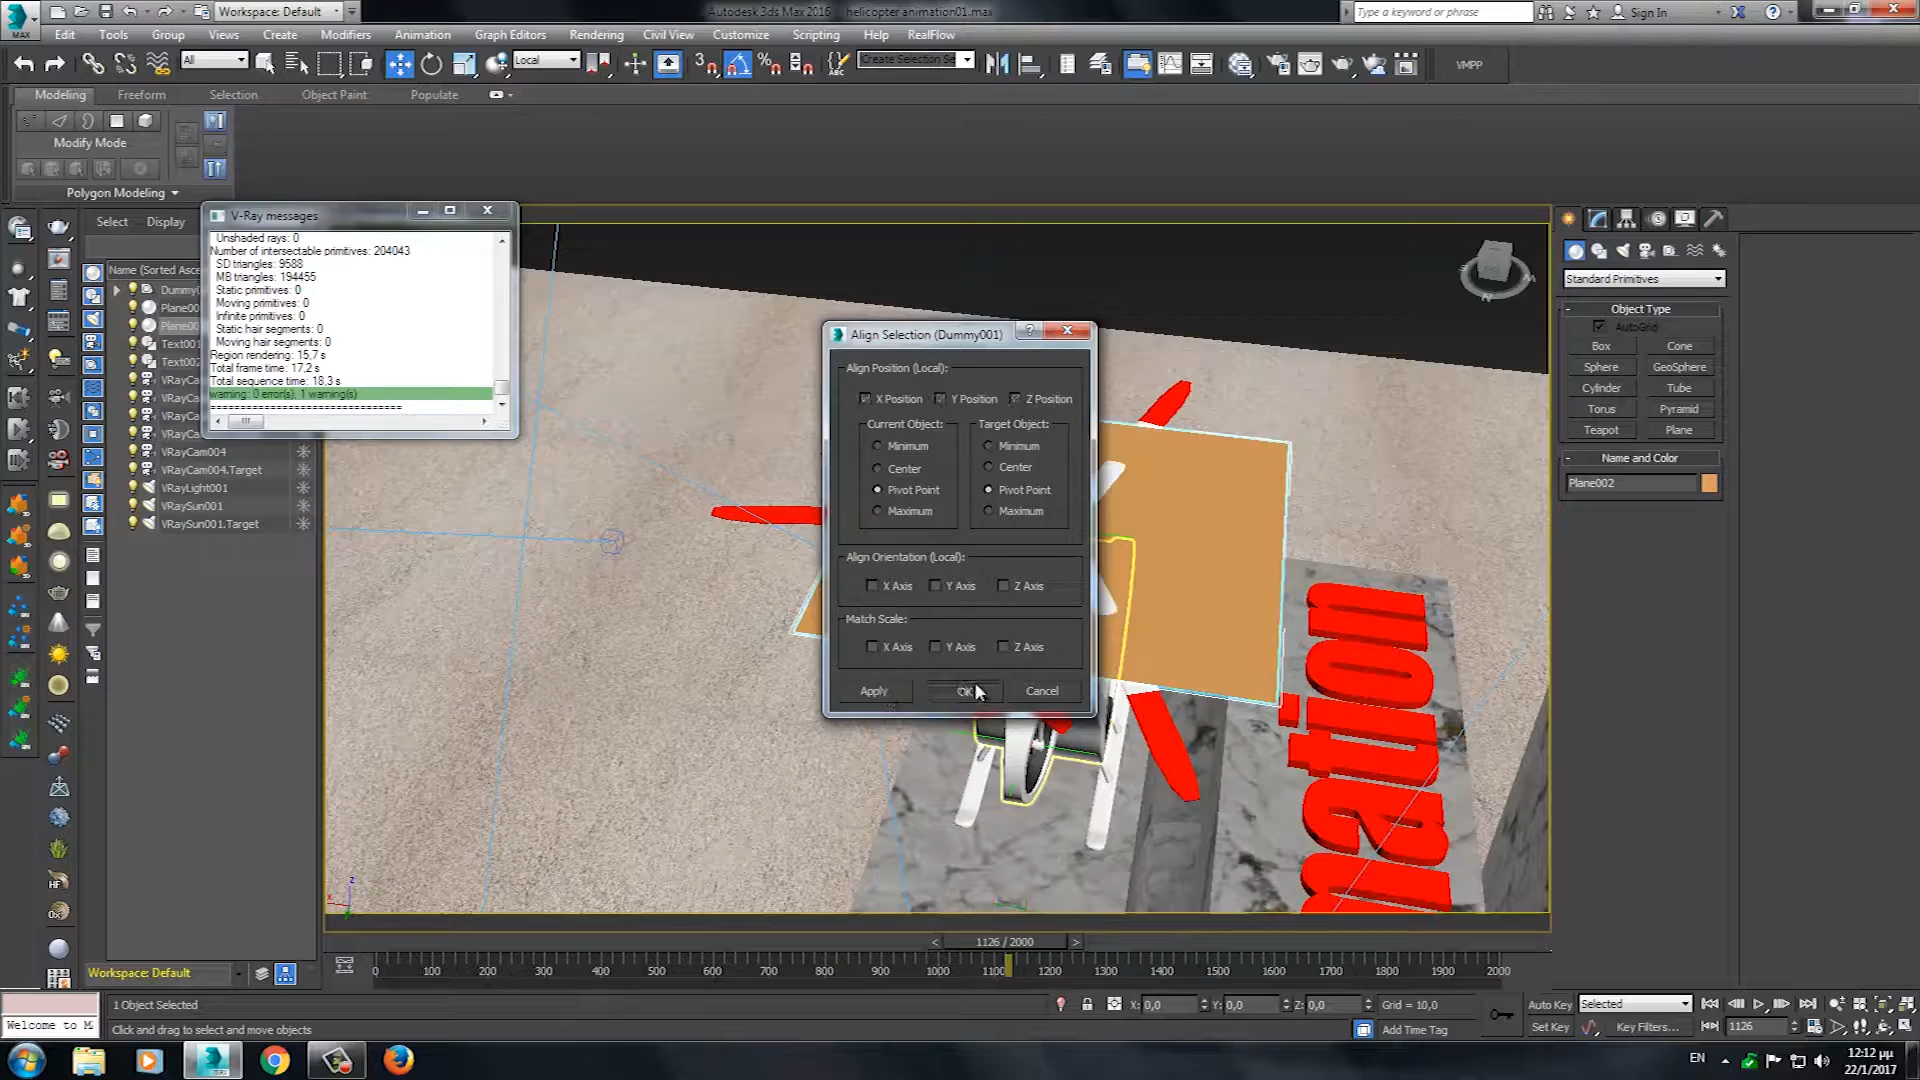 Workspace: Default
Autodesk 3ds Max 2016 helicopter animation01.max
Type a keyword or phrase
Sign In
MAX
Edit Tools Group Views Create Modifiers Animation Graph Editors Rendering Civil View Customize Scripting Help RealFlow
All
Local
Create Selection Se
VMPP
Modeling Freeform Selection Object Paint Populate
Modify Mode
Polygon Modeling
Select Display
Name (Sorted Asce
Dummy0
Plane00
Plane00
Text001
Text002
VRayCa
VRayCa
VRayCa
VRayCa
VRayCam004
VRayCam004.Target
VRayLight001
VRaySun001
VRaySun001.Target
V-Ray messages
Unshaded rays: 0
Number of intersectable primitives: 204043
SD triangles: 9588
MB triangles: 194455
Static primitives: 0
Moving primitives: 0
Infinite primitives: 0
Static hair segments: 0
Moving hair segments: 0
Region rendering: 15,7 s
Total frame time: 17,2 s
Total sequence time: 18,3 s
warning: 0 error(s), 1 warning(s)
==============================
Align Selection (Dummy001)
Align Position (Local):
X Position Y Position Z Position
Current Object: Target Object:
Minimum Minimum
Center Center
Pivot Point Pivot Point
Maximum Maximum
Align Orientation (Local):
X Axis Y Axis Z Axis
Match Scale:
X Axis Y Axis Z Axis
Apply OK Cancel
Standard Primitives
Object Type
AutoGrid
Box Cone
Sphere GeoSphere
Cylinder Tube
Torus Pyramid
Teapot Plane
Name and Color
Plane002
1126 / 2000
0 100 200 300 400 500 600 700 800 900 1000 1100 1200 1300 1400 1500 1600 1700 1800 1900 2000
Workspace: Default
1 Object Selected
X: 0,0 Y: 0,0 Z: 0,0 Grid = 10,0
Auto Key Selected
Welcome to M
Click and drag to select and move objects
Add Time Tag
Set Key Key Filters...
1126
EN
12:12 μμ
22/1/2017